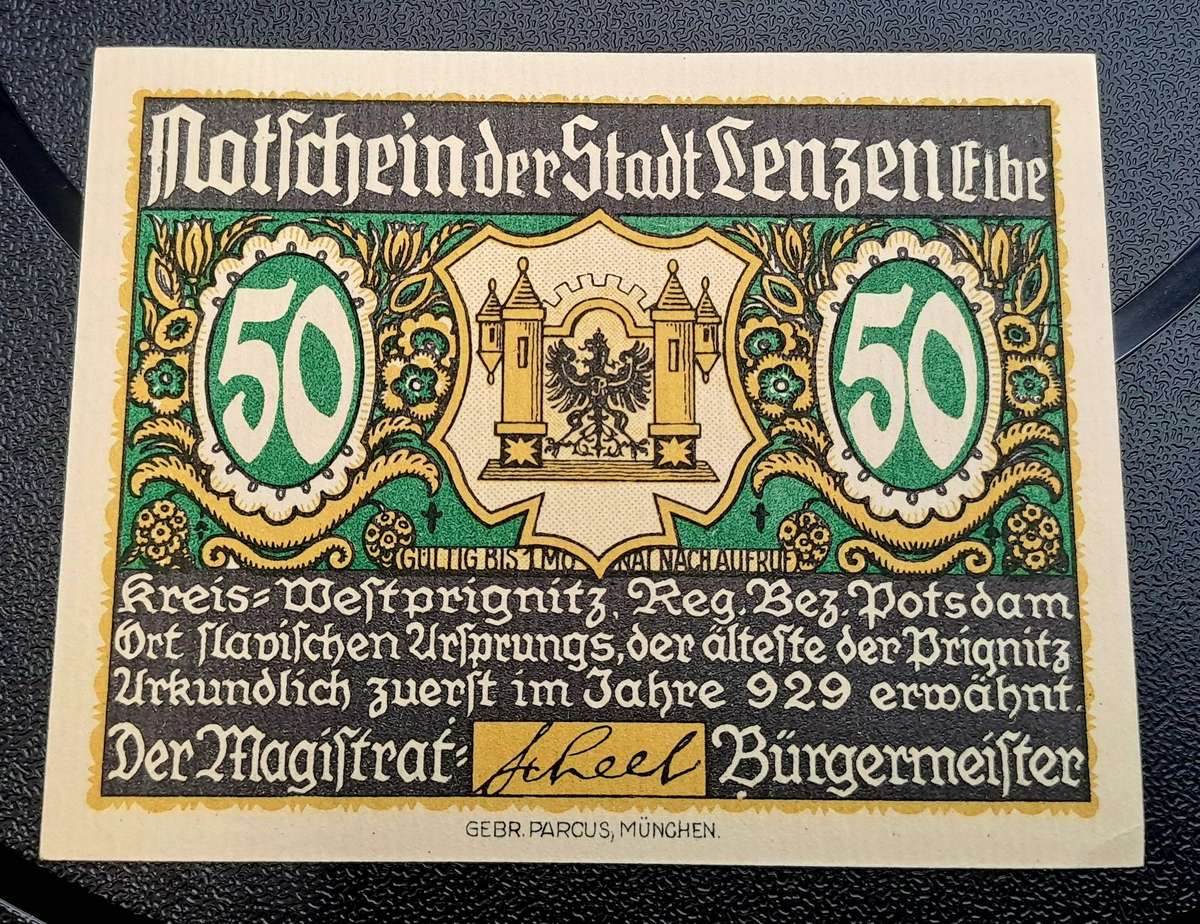 Notſchein der Stadt Lenzen Elbe
50 50
GÜLTIG BIS 1 MONAT NACH AUFRUF
Kreis=Weſtprignitz, Reg. Bez. Potsdam
Ort ſlaviſchen Urſprungs, der älteſte der Prignitz
Urkundlich zuerſt im Jahre 929 erwähnt.
Der Magiſtrat: Scheel Bürgermeiſter
GEBR. PARCUS, MÜNCHEN.